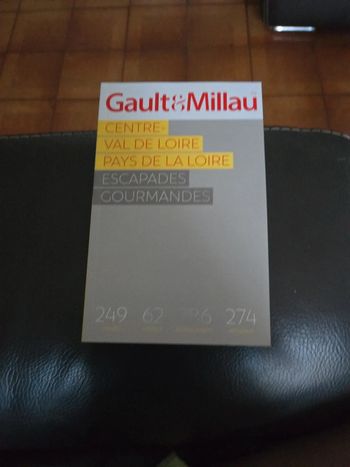 Gault&Millau
CENTRE-
VAL DE LOIRE
PAYS DE LA LOIRE
ESCAPADES
GOURMANDES
249 62 274